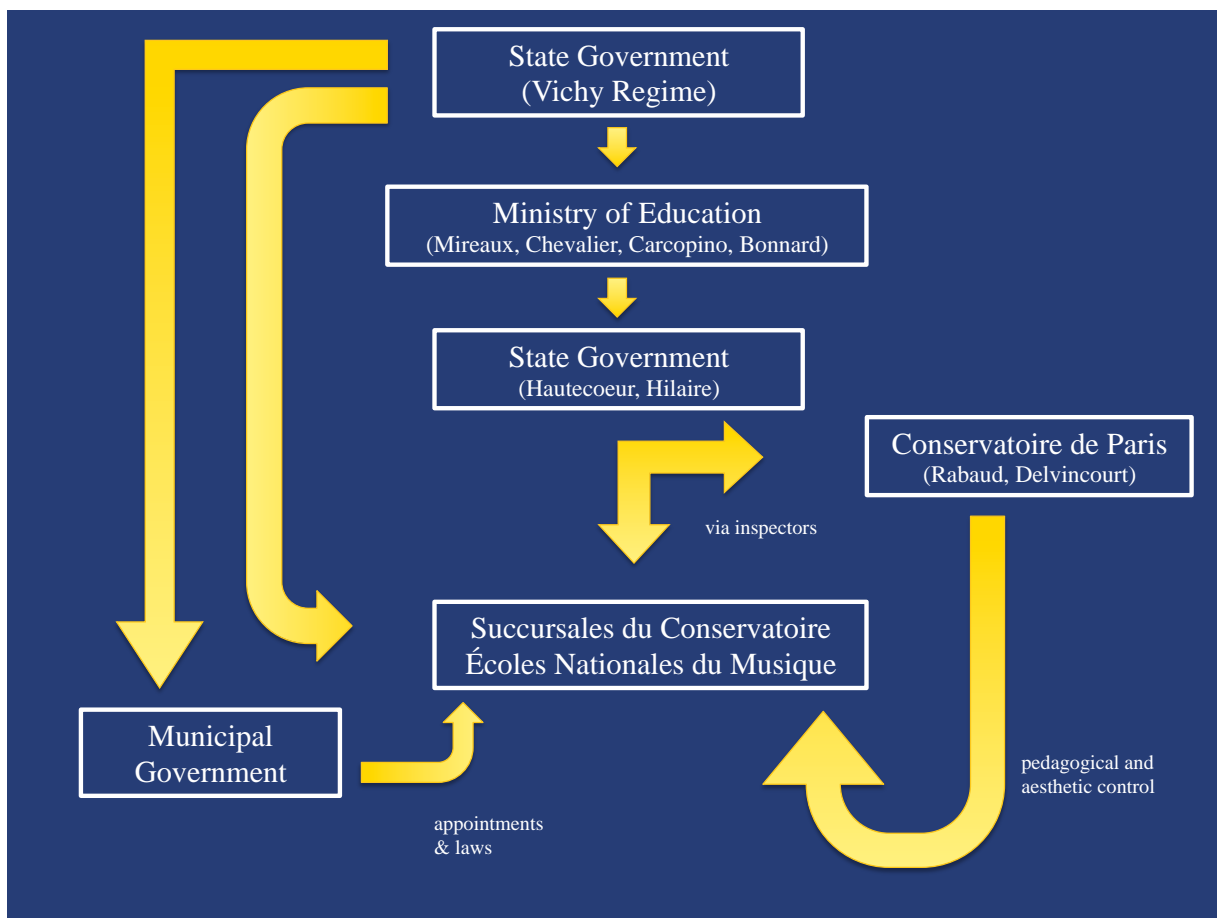 State Government
(Vichy Regime)
Ministry of Education
(Mireaux, Chevalier, Carcopino, Bonnard)
State Government
(Hautecoeur, Hilaire)
Conservatoire de Paris
(Rabaud, Delvincourt)
via inspectors
Succursales du Conservatoire
Écoles Nationales du Musique
Municipal
Government
pedagogical and
aesthetic control
appointments
& laws